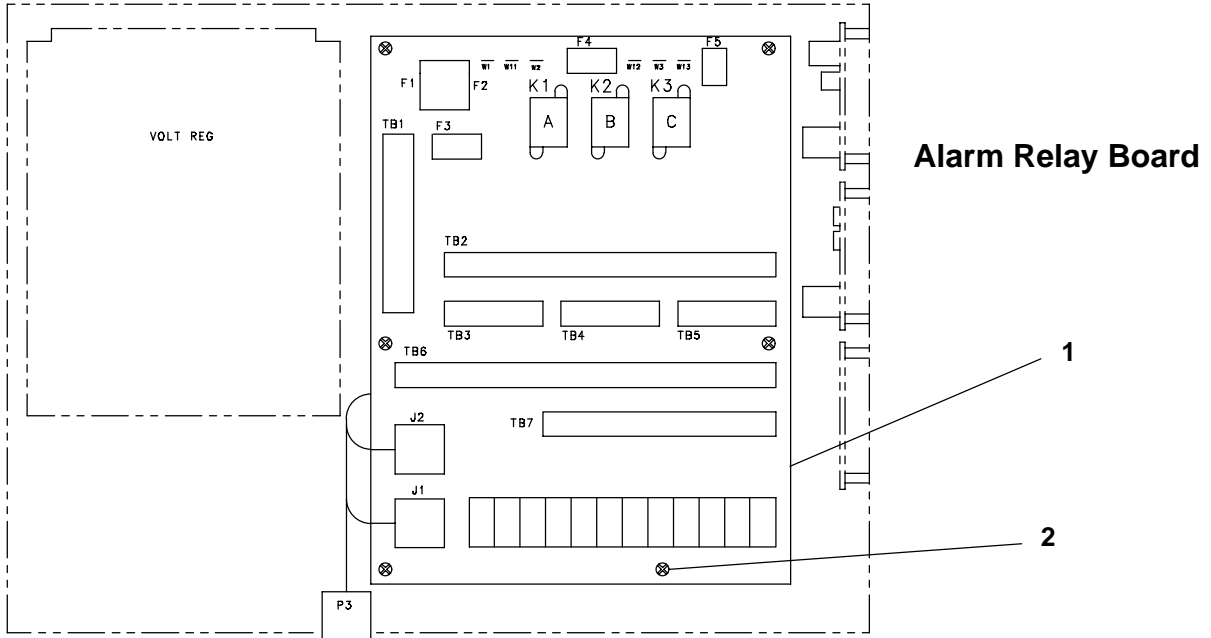 F4
F5
W1 W11 W2
W12 W3 W13
F1
F2
K1 K2 K3
TB1
F3
A B C
VOLT REG
Alarm Relay Board
TB2
TB3 TB4 TB5
TB6
1
J2
TB7
J1
2
P3